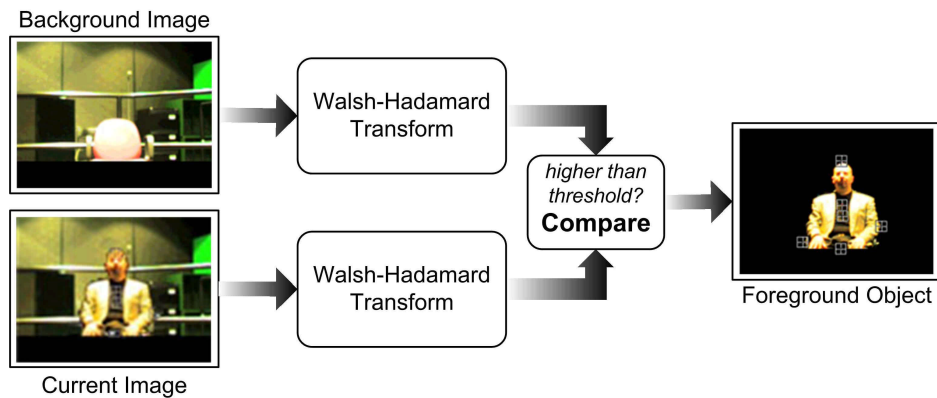 Background Image
Walsh-Hadamard
Transform
higher than
threshold?
Compare
Walsh-Hadamard
Transform
Foreground Object
Current Image